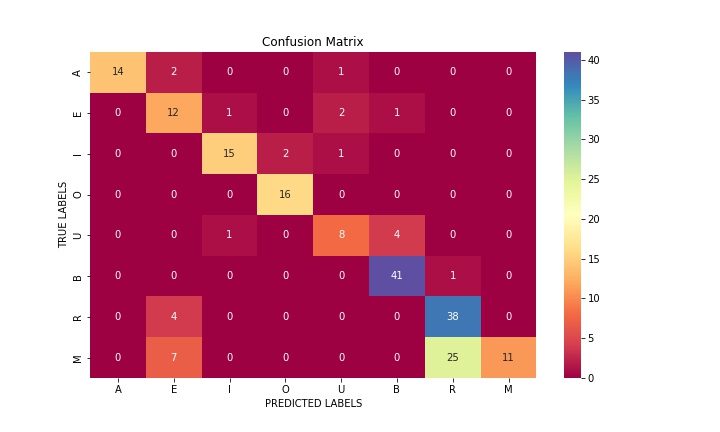 Confusion Matrix
TRUE LABELS
A 14 2 0 0 1 0 0 0
E 0 12 1 0 2 1 0 0
I 0 0 15 2 1 0 0 0
O 0 0 0 16 0 0 0 0
U 0 0 1 0 8 4 0 0
B 0 0 0 0 0 41 1 0
R 0 4 0 0 0 0 38 0
M 0 7 0 0 0 0 25 11
A E I O U B R M
PREDICTED LABELS
40
35
30
25
20
15
10
5
0